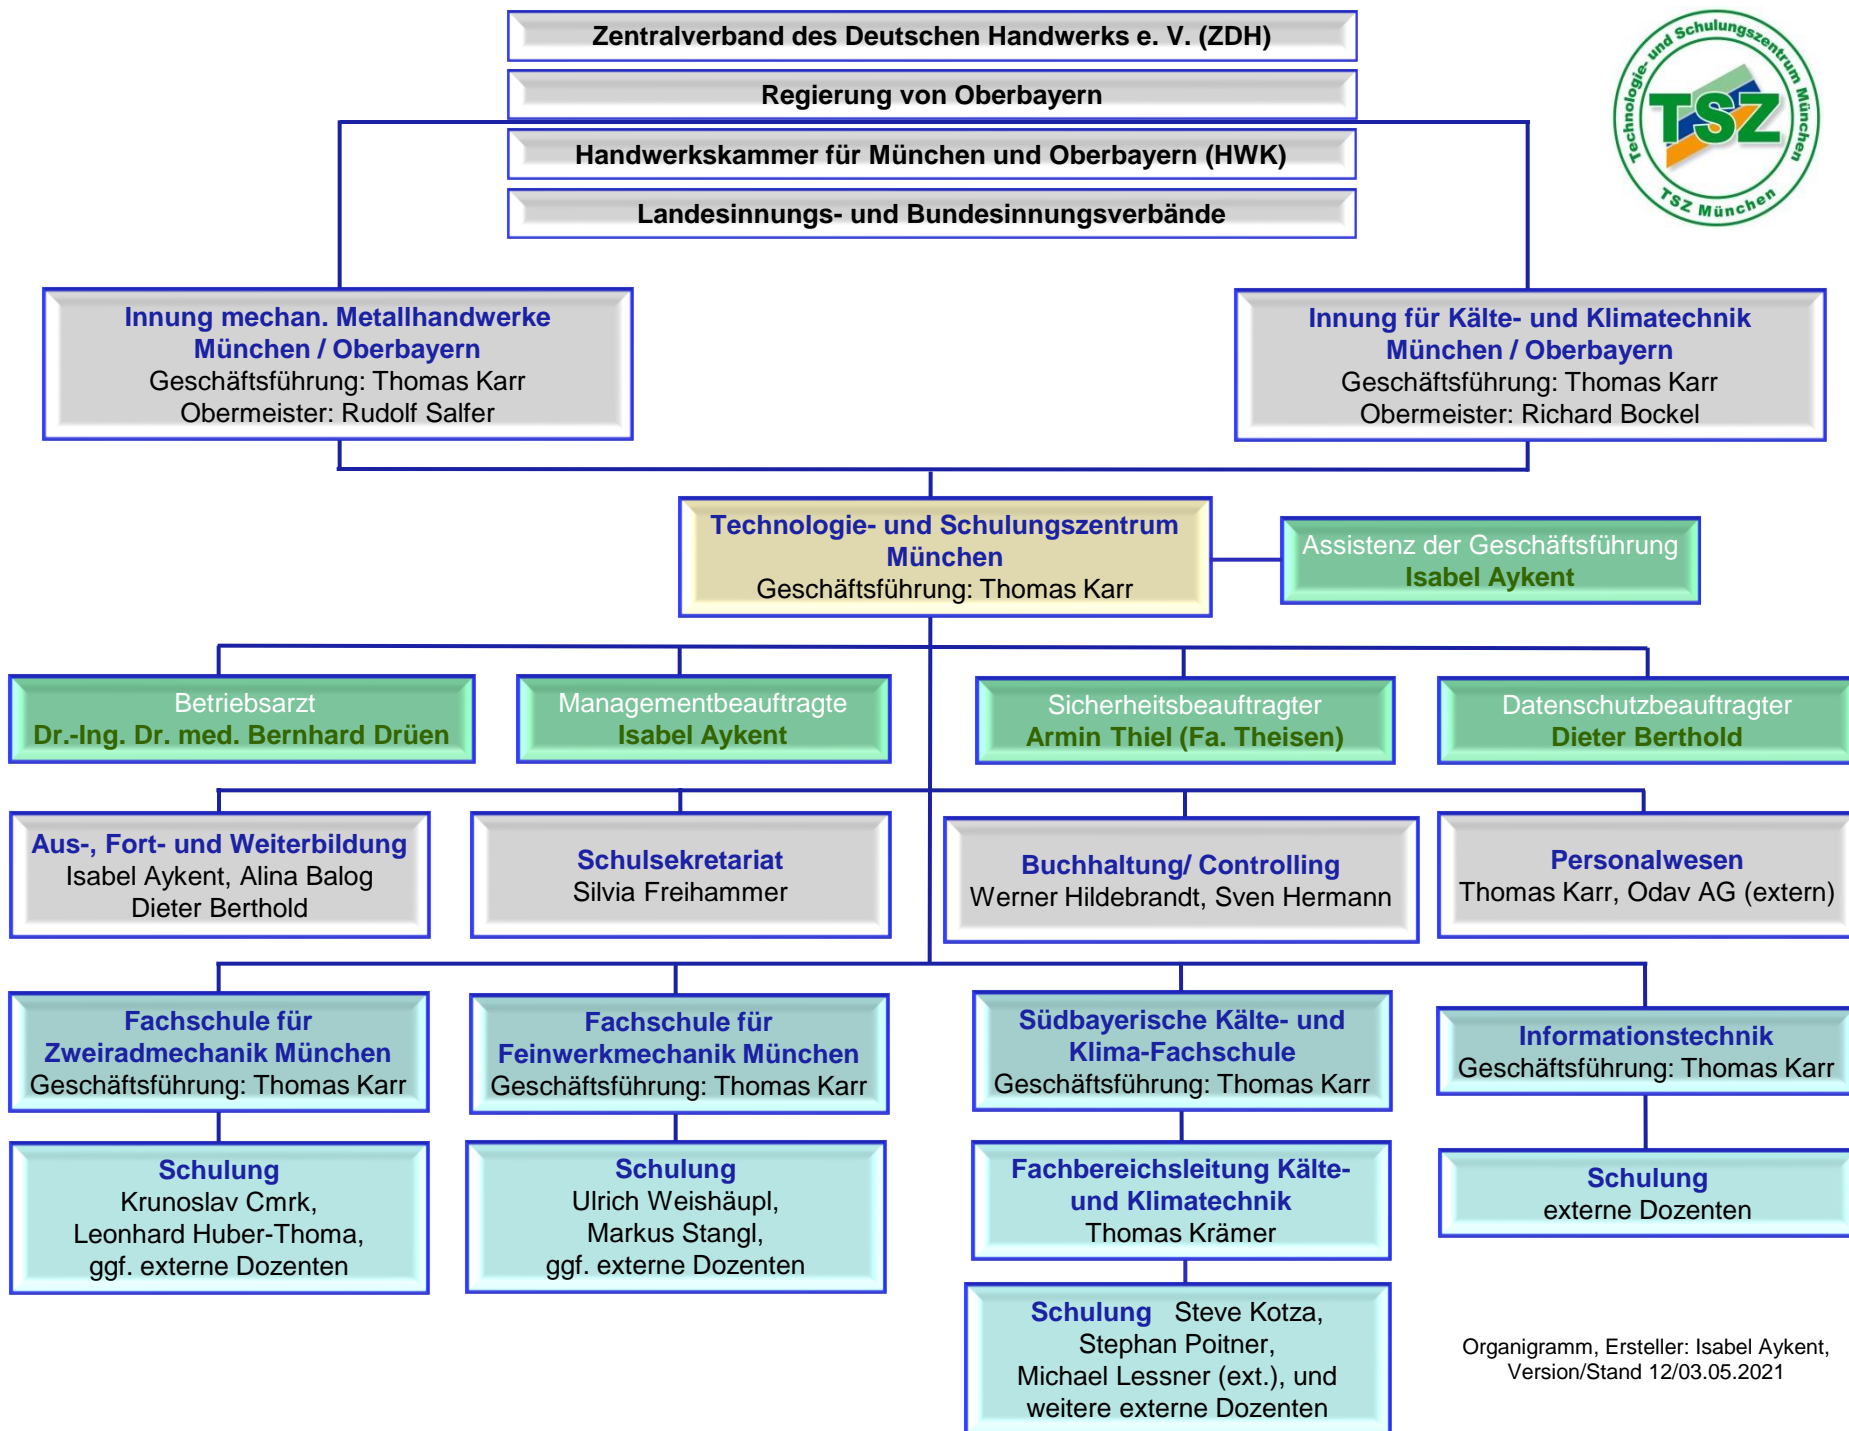 Zentralverband des Deutschen Handwerks e. V. (ZDH)
Regierung von Oberbayern
Handwerkskammer für München und Oberbayern (HWK)
Landesinnungs- und Bundesinnungsverbände
Technologie- und Schulungszentrum München
TSZ
TSZ München
Innung mechan. Metallhandwerke
München / Oberbayern
Geschäftsführung: Thomas Karr
Obermeister: Rudolf Salfer
Innung für Kälte- und Klimatechnik
München / Oberbayern
Geschäftsführung: Thomas Karr
Obermeister: Richard Bockel
Technologie- und Schulungszentrum
München
Geschäftsführung: Thomas Karr
Assistenz der Geschäftsführung
Isabel Aykent
Betriebsarzt
Dr.-Ing. Dr. med. Bernhard Drüen
Managementbeauftragte
Isabel Aykent
Sicherheitsbeauftragter
Armin Thiel (Fa. Theisen)
Datenschutzbeauftragter
Dieter Berthold
Aus-, Fort- und Weiterbildung
Isabel Aykent, Alina Balog
Dieter Berthold
Schulsekretariat
Silvia Freihammer
Buchhaltung/ Controlling
Werner Hildebrandt, Sven Hermann
Personalwesen
Thomas Karr, Odav AG (extern)
Fachschule für
Zweiradmechanik München
Geschäftsführung: Thomas Karr
Fachschule für
Feinwerkmechanik München
Geschäftsführung: Thomas Karr
Südbayerische Kälte- und
Klima-Fachschule
Geschäftsführung: Thomas Karr
Informationstechnik
Geschäftsführung: Thomas Karr
Schulung
Krunoslav Cmrk,
Leonhard Huber-Thoma,
ggf. externe Dozenten
Schulung
Ulrich Weishäupl,
Markus Stangl,
ggf. externe Dozenten
Fachbereichsleitung Kälte-
und Klimatechnik
Thomas Krämer
Schulung
externe Dozenten
Schulung Steve Kotza,
Stephan Poitner,
Michael Lessner (ext.), und
weitere externe Dozenten
Organigramm, Ersteller: Isabel Aykent,
Version/Stand 12/03.05.2021